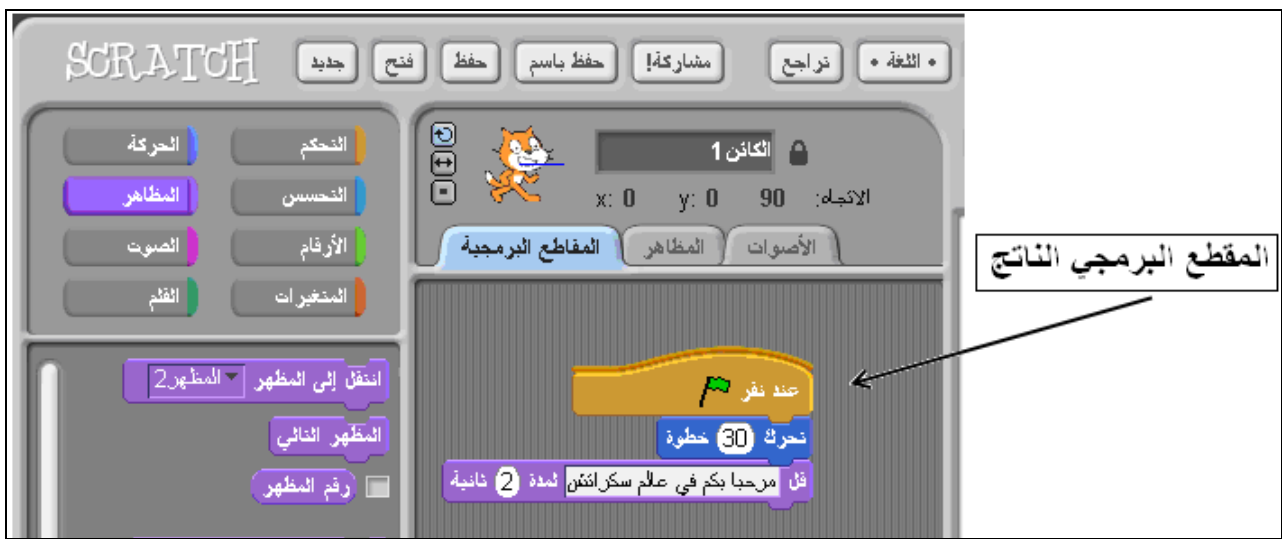 SCRATCH جديد فتح حفظ حفظ باسم مشاركة! تراجع • اللغة •
الحركة التحكم
المظاهر التحسس
الصوت الأرقام
القلم المتغيرات
الكائن 1
الاتجاه: 90 y: 0 x: 0
المقاطع البرمجية المظاهر الأصوات
المقطع البرمجي الناتج
عند نقر
تحرك 30 خطوة
قل مرحبا بكم في عالم سكراتش لمدة 2 ثانية
انتقل إلى المظهر المظهر2
المظهر التالي
رقم المظهر